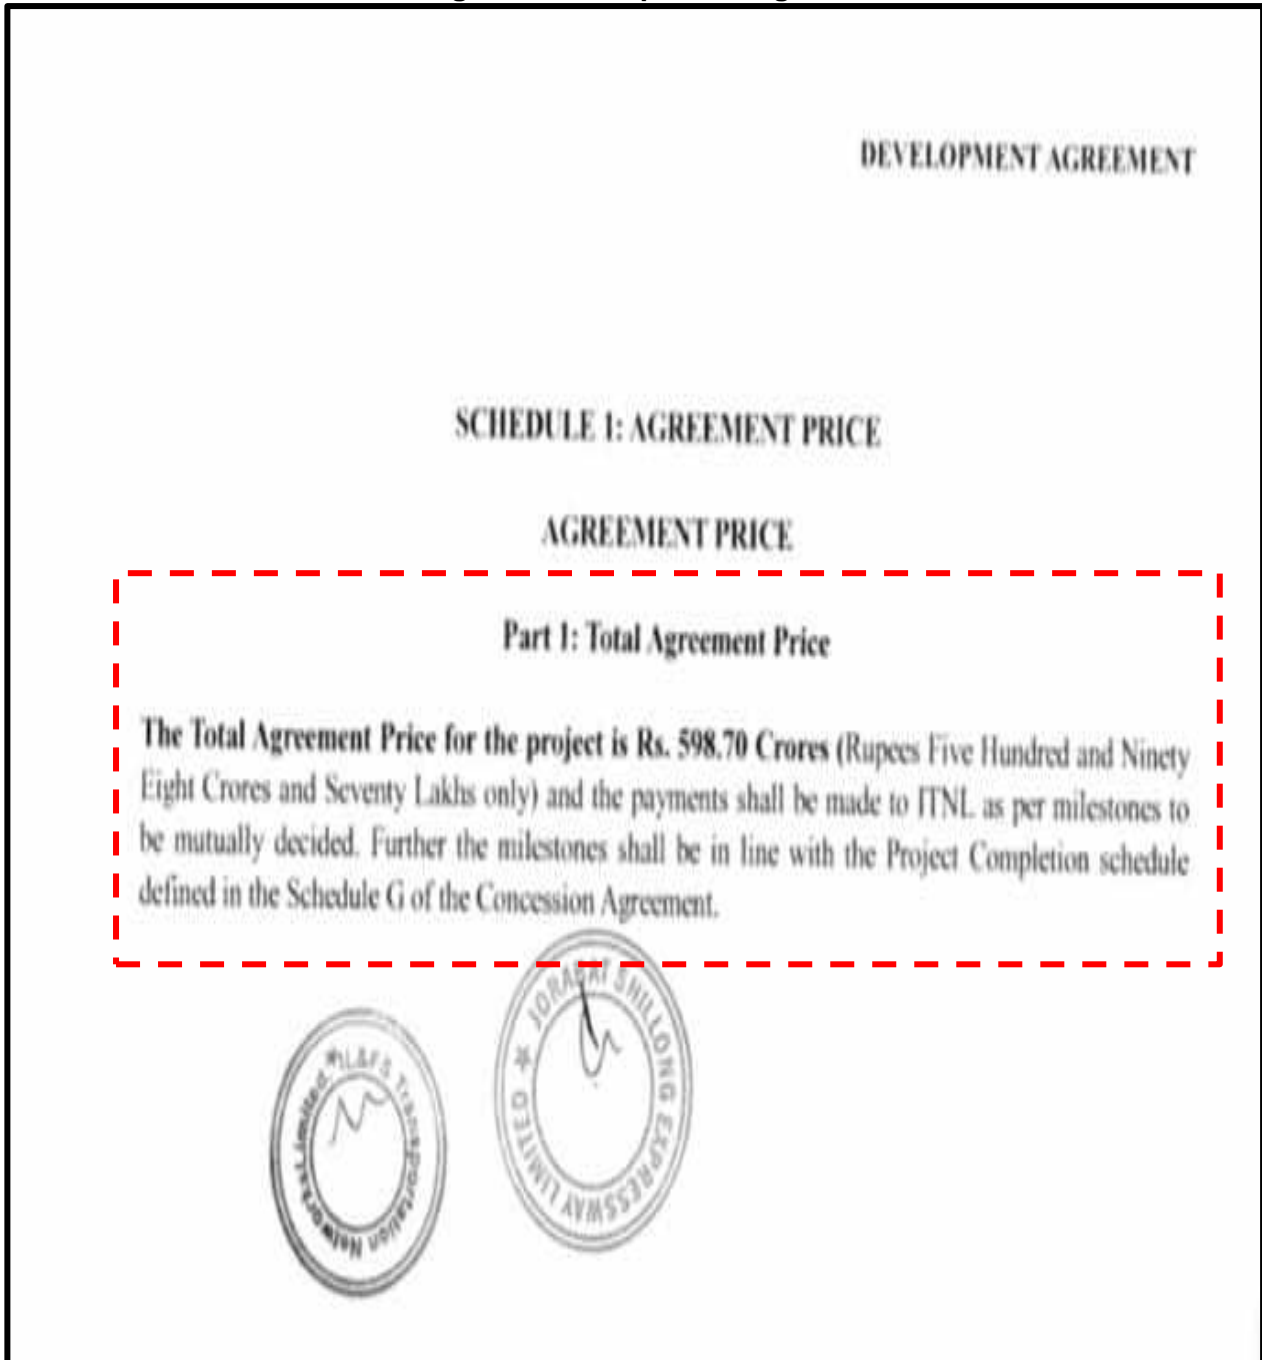 DEVELOPMENT AGREEMENT
SCHEDULE 1: AGREEMENT PRICE
AGREEMENT PRICE
Part 1: Total Agreement Price
The Total Agreement Price for the project is Rs. 598.70 Crores (Rupees Five Hundred and Ninety
Eight Crores and Seventy Lakhs only) and the payments shall be made to ITNL as per milestones to
be mutually decided. Further the milestones shall be in line with the Project Completion schedule
defined in the Schedule G of the Concession Agreement.
JORABAT SHILLONG EXPRESSWAY LIMITED ★
IL&FS Transportation Networks Limited